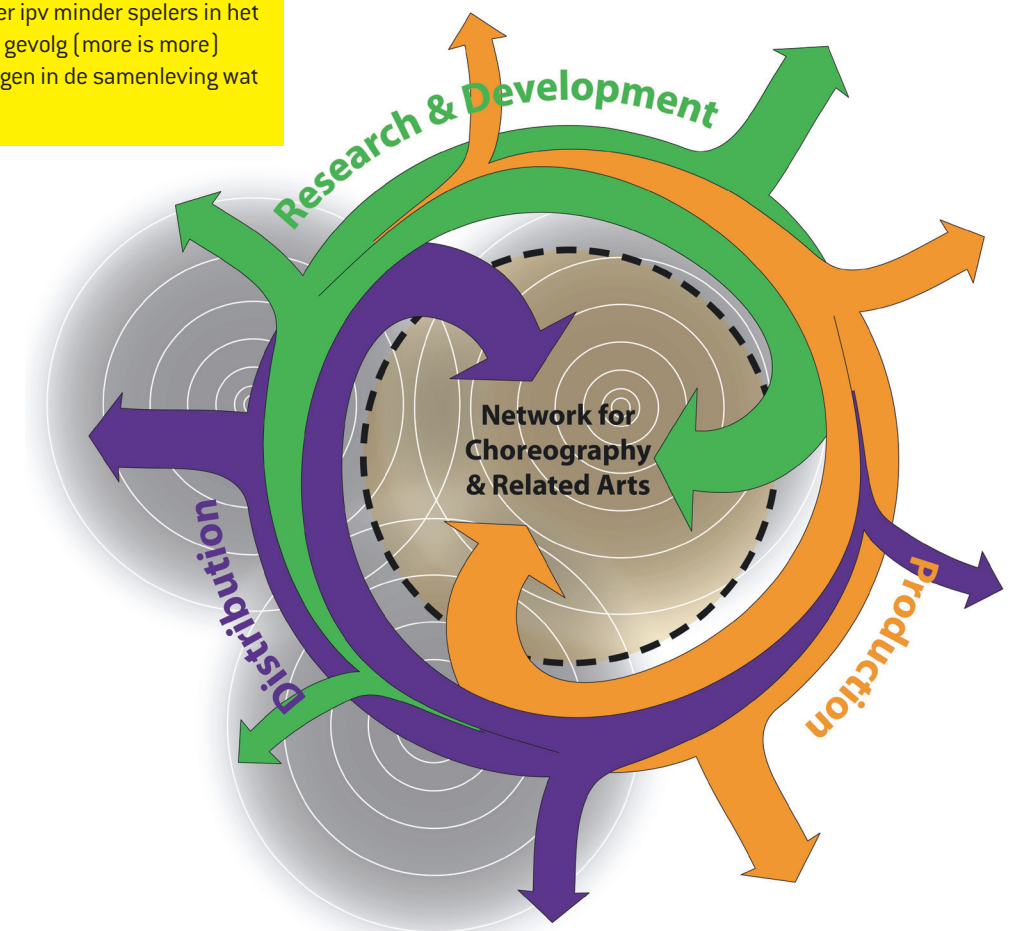 er ipv minder spelers in het
gevolg (more is more)
gen in de samenleving wat
Research & Development
Network for
Choreography
& Related Arts
Distribution
Production